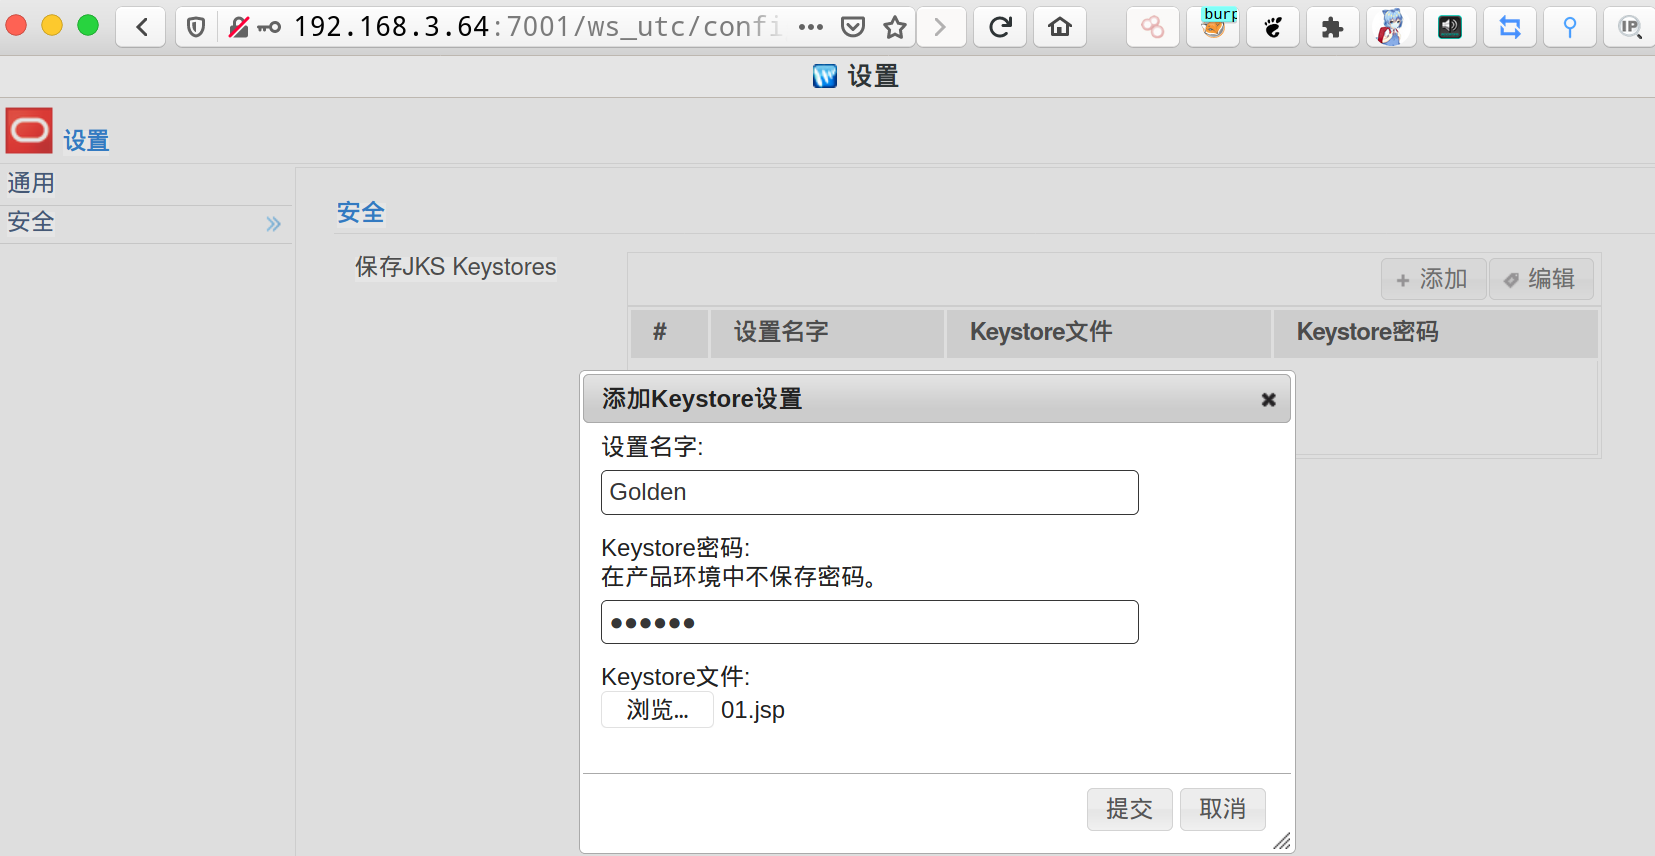 192.168.3.64:7001/ws_utc/confi
burp
IP
设置
设置
通用
安全
安全
保存JKS Keystores
添加
编辑
#
设置名字
Keystore文件
Keystore密码
添加Keystore设置
设置名字:
Golden
Keystore密码:
在产品环境中不保存密码。
●●●●●●
Keystore文件:
浏览...
01.jsp
提交
取消